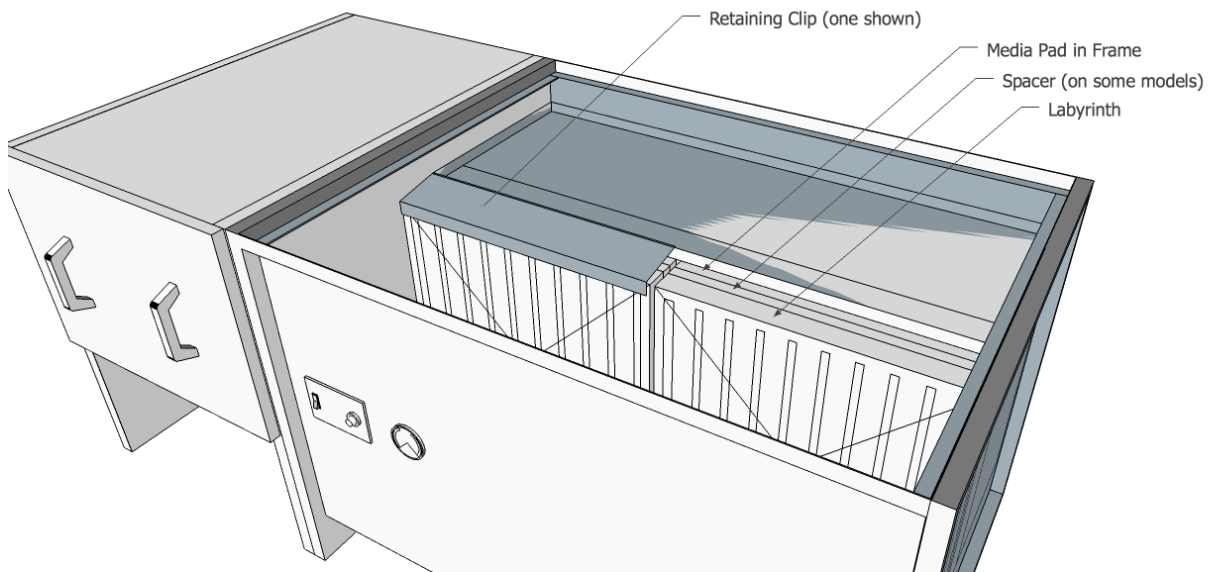 Retaining Clip (one shown)
Media Pad in Frame
Spacer (on some models)
Labyrinth